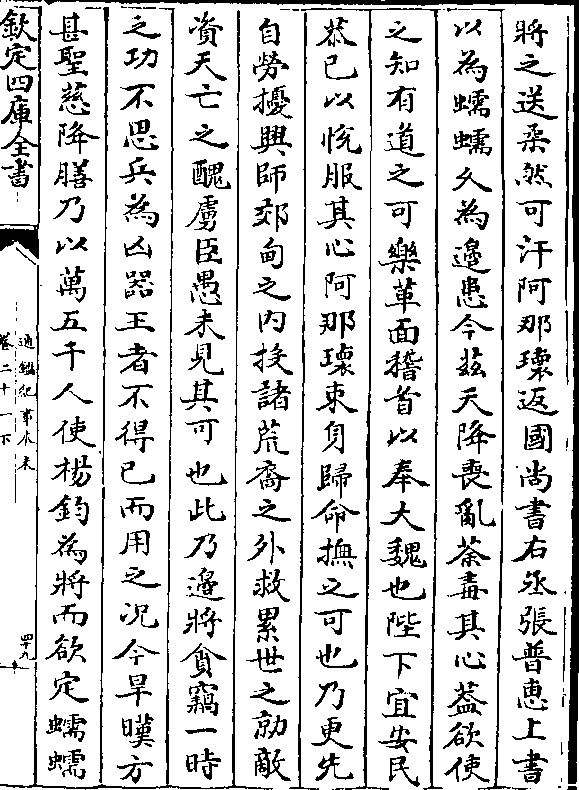 將之送柔然可汗阿那瓌返國尚書右丞張普恵上書
以為蠕蠕久為邊患今兹天降喪亂荼毒其心葢欲使
之知有道之可樂革面稽首以奉大魏也陛下宜安民
恭已以恱服其心阿那瓌束身歸命撫之可也乃更先
自勞擾興師郊甸之内投諸荒裔之外救累世之勍敵
資天亡之醜虜臣愚未見其可也此乃邊將貪竊一時
之功不思兵為凶器王者不得已而用之况今旱暵方
甚聖慈降膳乃以萬五千人使楊鈞為將而欲定蠕蠕
欽定四庫全書
通鑑紀事本末
卷二十一下
四十九